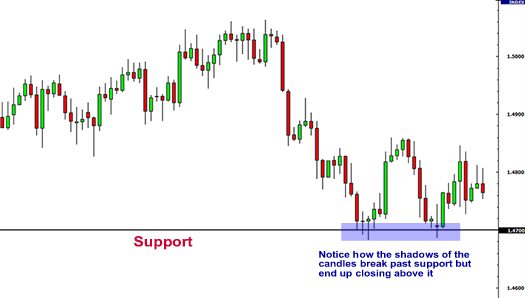 INDEX
1.5000
1.4900
1.4800
1.4700
Support
Notice how the shadows of the
candles break past support but
end up closing above it
1.4600